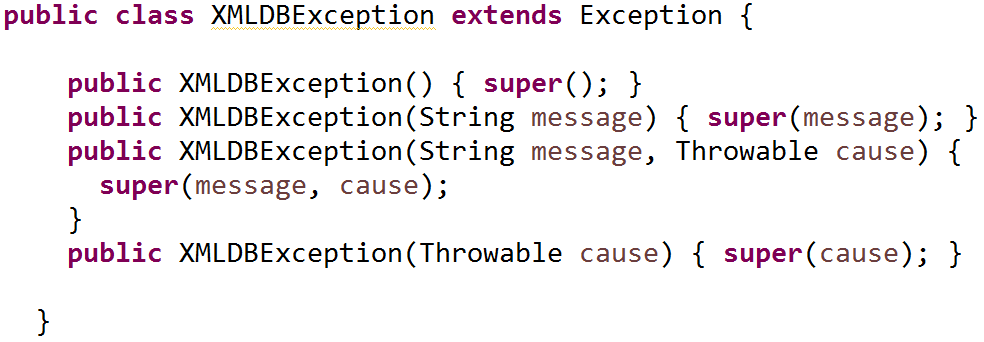 public class XMLDBException extends Exception {
public XMLDBException() { super(); }
public XMLDBException(String message) { super(message); }
public XMLDBException(String message, Throwable cause) {
super(message, cause);
}
public XMLDBException(Throwable cause) { super(cause); }
}